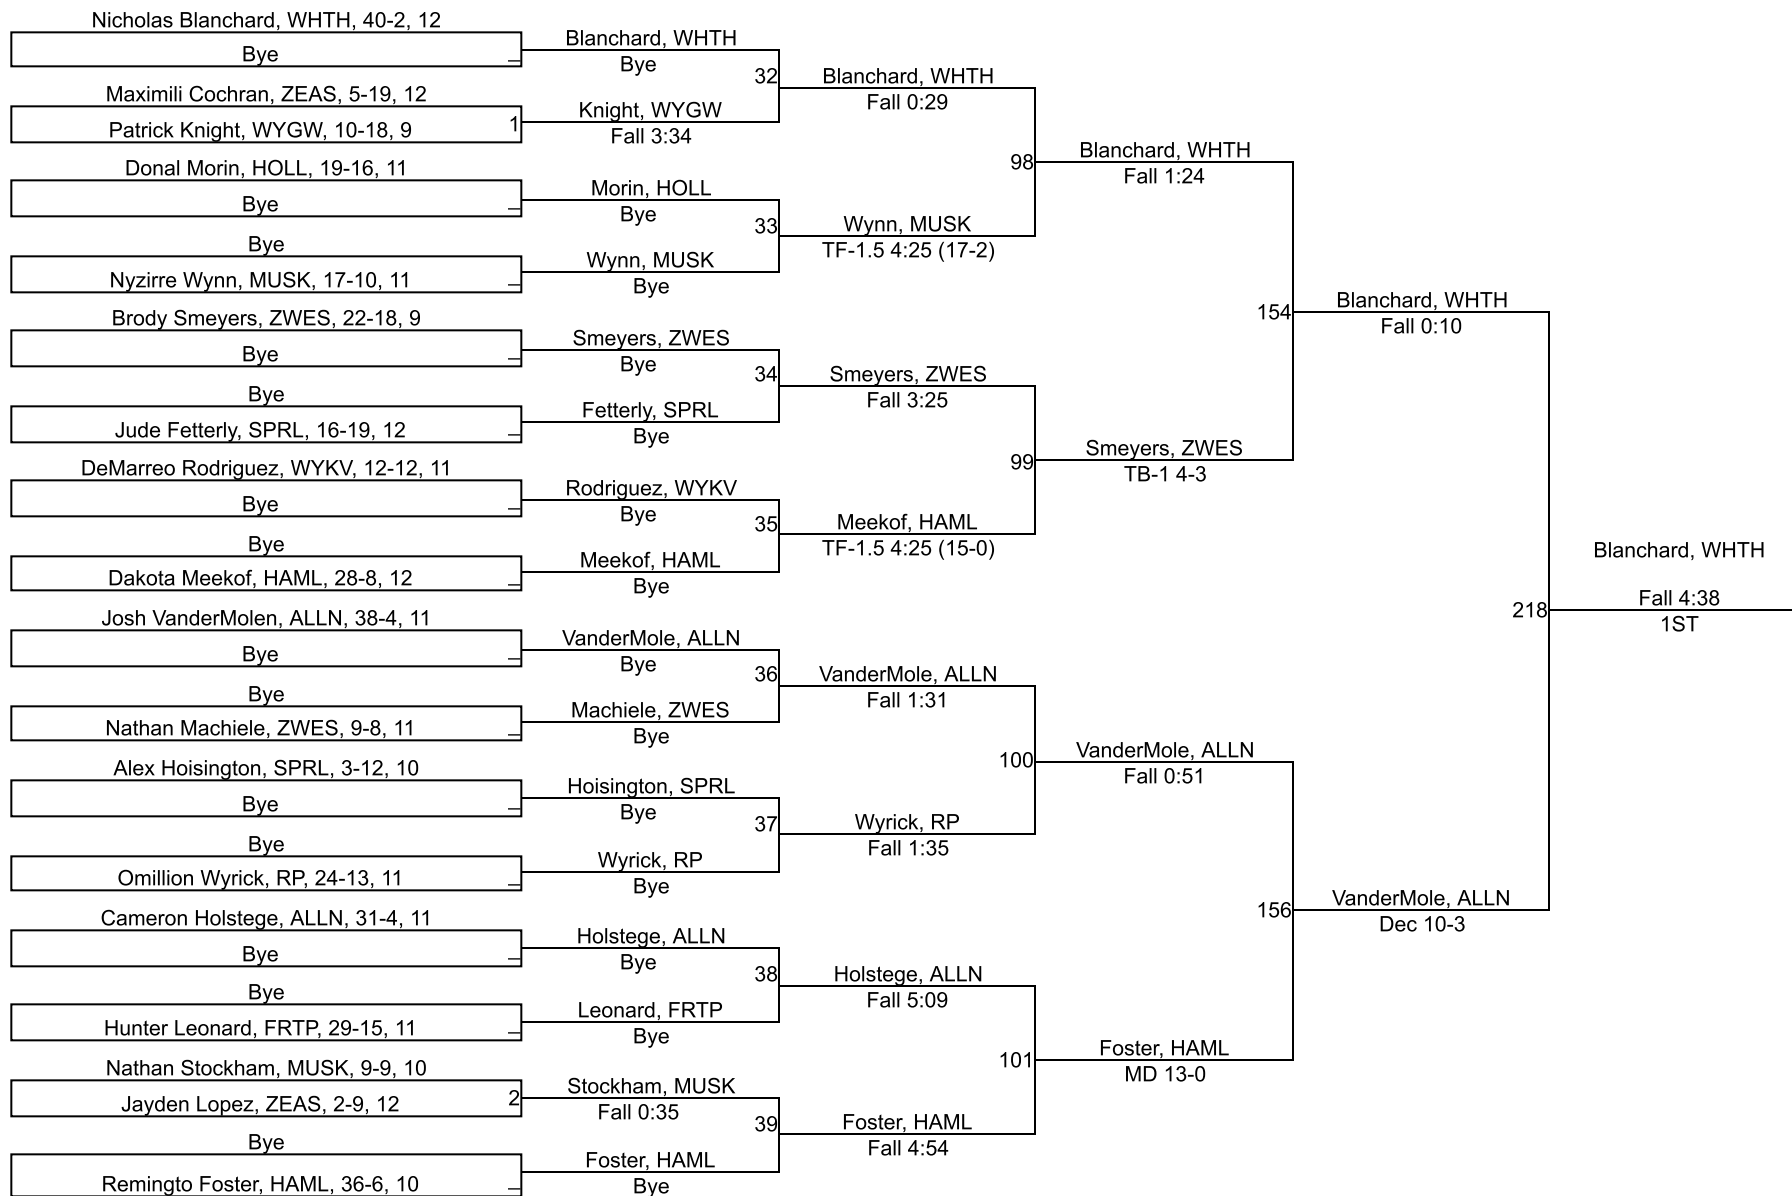 Nicholas Blanchard, WHTH, 40-2, 12
Bye
Maximili Cochran, ZEAS, 5-19, 12
Patrick Knight, WYGW, 10-18, 9
1
Donal Morin, HOLL, 19-16, 11
Bye
Bye
Nyzirre Wynn, MUSK, 17-10, 11
Brody Smeyers, ZWES, 22-18, 9
Bye
Bye
Jude Fetterly, SPRL, 16-19, 12
DeMarreo Rodriguez, WYKV, 12-12, 11
Bye
Bye
Dakota Meekof, HAML, 28-8, 12
Josh VanderMolen, ALLN, 38-4, 11
Bye
Bye
Nathan Machiele, ZWES, 9-8, 11
Alex Hoisington, SPRL, 3-12, 10
Bye
Bye
Omillion Wyrick, RP, 24-13, 11
Cameron Holstege, ALLN, 31-4, 11
Bye
Bye
Hunter Leonard, FRTP, 29-15, 11
Nathan Stockham, MUSK, 9-9, 10
Jayden Lopez, ZEAS, 2-9, 12
2
Bye
Remingto Foster, HAML, 36-6, 10
Blanchard, WHTH
Bye
32
Knight, WYGW
Fall 3:34
Morin, HOLL
Bye
33
Wynn, MUSK
Bye
Smeyers, ZWES
Bye
34
Fetterly, SPRL
Bye
Rodriguez, WYKV
Bye
35
Meekof, HAML
Bye
VanderMole, ALLN
Bye
36
Machiele, ZWES
Bye
Hoisington, SPRL
Bye
37
Wyrick, RP
Bye
Holstege, ALLN
Bye
38
Leonard, FRTP
Bye
Stockham, MUSK
Fall 0:35
39
Foster, HAML
Bye
Blanchard, WHTH
Fall 0:29
98
Wynn, MUSK
TF-1.5 4:25 (17-2)
Smeyers, ZWES
Fall 3:25
99
Meekof, HAML
TF-1.5 4:25 (15-0)
VanderMole, ALLN
Fall 1:31
100
Wyrick, RP
Fall 1:35
Holstege, ALLN
Fall 5:09
101
Foster, HAML
Fall 4:54
Blanchard, WHTH
Fall 1:24
154
Smeyers, ZWES
TB-1 4-3
VanderMole, ALLN
Fall 0:51
156
Foster, HAML
MD 13-0
Blanchard, WHTH
Fall 0:10
218
VanderMole, ALLN
Dec 10-3
Blanchard, WHTH
Fall 4:38
1ST